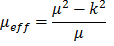 μ_eff = (μ² − k²) / μ